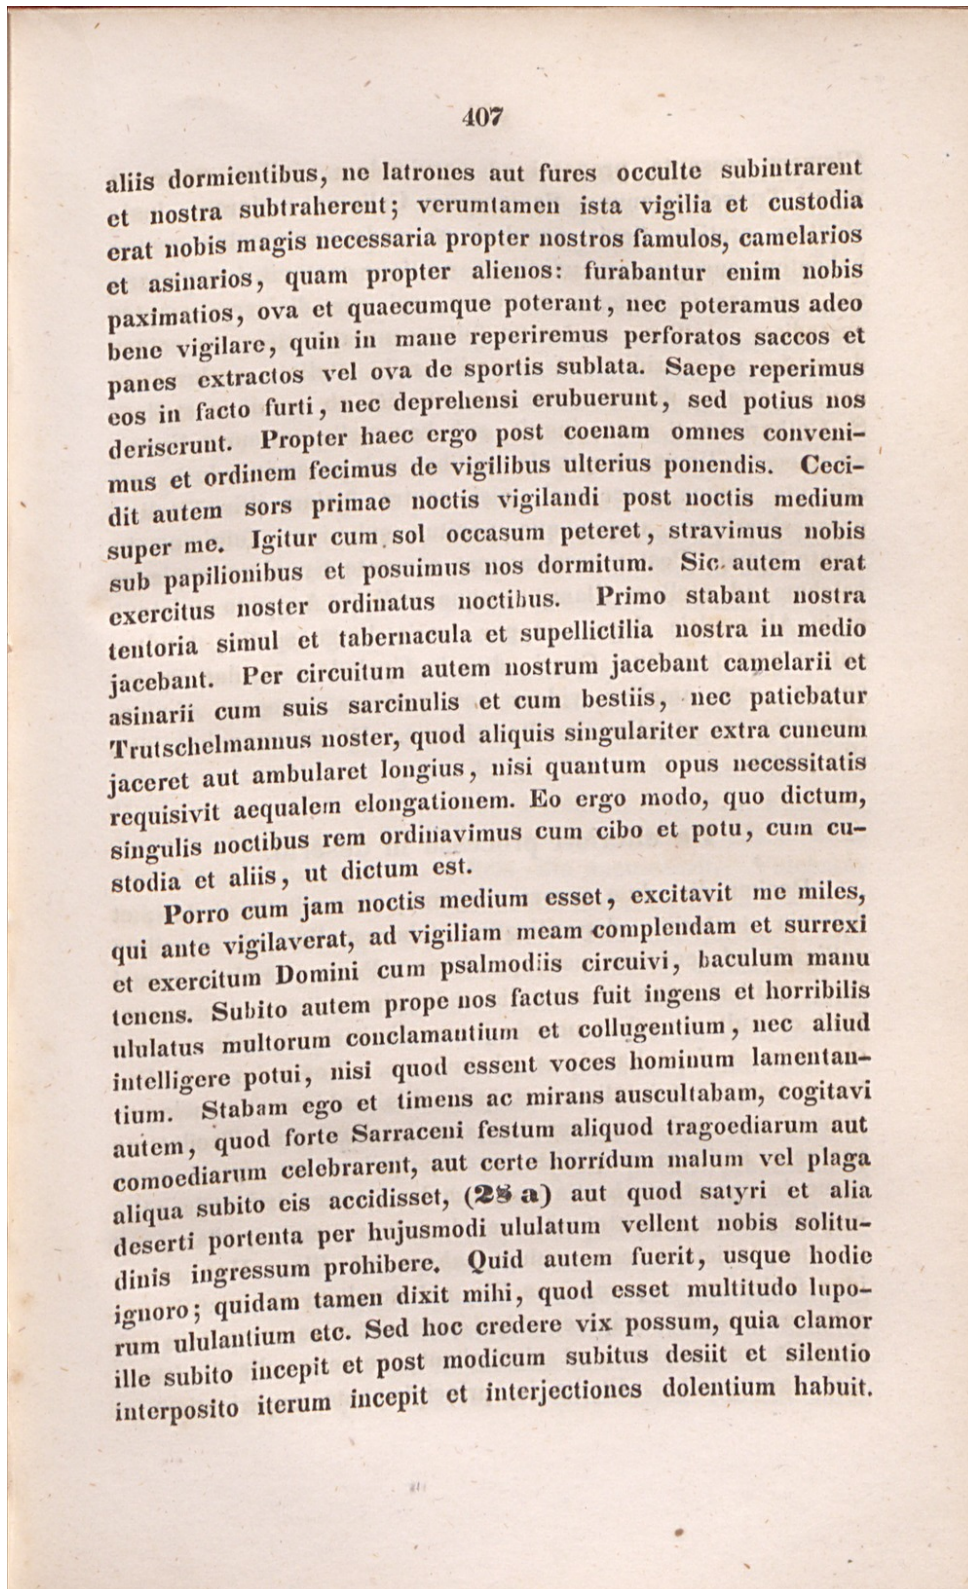 407
aliis dormientibus, ne latrones aut fures occulte subintrarent
et nostra subtraherent; verumtamen ista vigilia et custodia
erat nobis magis necessaria propter nostros famulos, camelarios
et asinarios, quam propter alienos: furabantur enim nobis
paximatios, ova et quaecumque poterant, nec poteramus adeo
bene vigilare, quin in mane reperiremus perforatos saccos et
panes extractos vel ova de sportis sublata. Saepe reperimus
eos in facto furti, nec deprehensi erubuerunt, sed potius nos
deriserunt. Propter haec ergo post coenam omnes conveni-
mus et ordinem fecimus de vigilibus ulterius ponendis. Ceci-
dit autem sors primae noctis vigilandi post noctis medium
super me. Igitur cum sol occasum peteret, stravimus nobis
sub papilionibus et posuimus nos dormitum. Sic autem erat
exercitus noster ordinatus noctibus. Primo stabant nostra
tentoria simul et tabernacula et supellictilia nostra in medio
jacebant. Per circuitum autem nostrum jacebant camelarii et
asinarii cum suis sarcinulis et cum bestiis, nec patiebatur
Trutschelmannus noster, quod aliquis singulariter extra cuneum
jaceret aut ambularet longius, nisi quantum opus necessitatis
requisivit aequalem elongationem. Eo ergo modo, quo dictum,
singulis noctibus rem ordinavimus cum cibo et potu, cum cu-
stodia et aliis, ut dictum est.
Porro cum jam noctis medium esset, excitavit me miles,
qui ante vigilaverat, ad vigiliam meam complendam et surrexi
et exercitum Domini cum psalmodiis circuivi, baculum manu
tenens. Subito autem prope nos factus fuit ingens et horribilis
ululatus multorum conclamantium et collugentium, nec aliud
intelligere potui, nisi quod essent voces hominum lamentan-
tium. Stabam ego et timens ac mirans auscultabam, cogitavi
autem, quod forte Sarraceni festum aliquod tragoediarum aut
comoediarum celebrarent, aut certe horridum malum vel plaga
aliqua subito eis accidisset, (28 a) aut quod satyri et alia
deserti portenta per hujusmodi ululatum vellent nobis solitu-
dinis ingressum prohibere. Quid autem fuerit, usque hodie
ignoro; quidam tamen dixit mihi, quod esset multitudo lupo-
rum ululantium etc. Sed hoc credere vix possum, quia clamor
ille subito incepit et post modicum subitus desiit et silentio
interposito iterum incepit et interjectiones dolentium habuit.